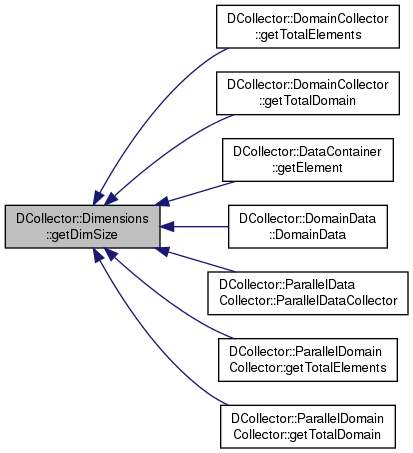 DCollector::DomainCollector
::getTotalElements
DCollector::DomainCollector
::getTotalDomain
DCollector::DataContainer
::getElement
DCollector::Dimensions
::getDimSize
DCollector::DomainData
::DomainData
DCollector::ParallelData
Collector::ParallelDataCollector
DCollector::ParallelDomain
Collector::getTotalElements
DCollector::ParallelDomain
Collector::getTotalDomain